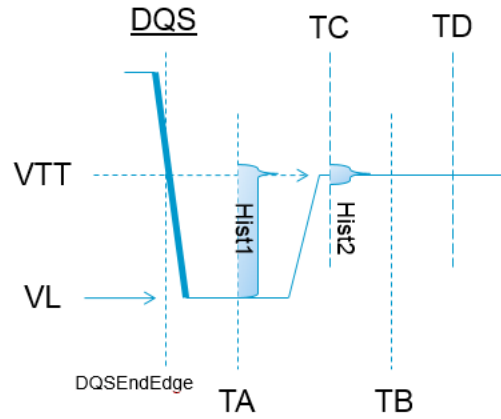 DQS
TC
TD
VTT
Hist1
Hist2
VL
DQSEndEdge
TA
TB